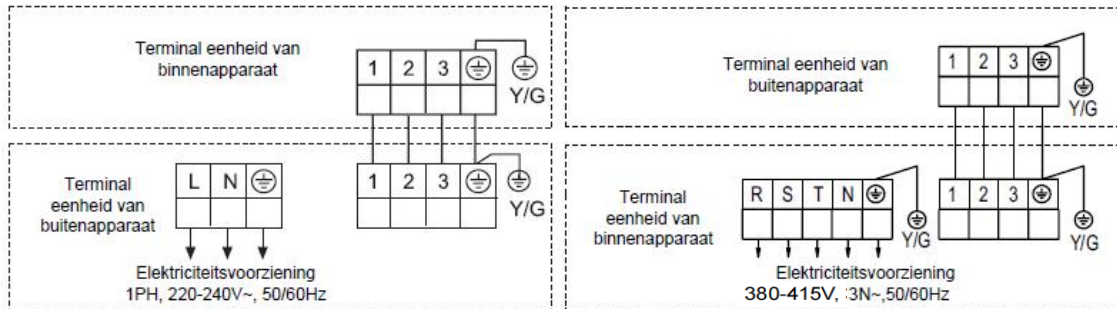 Terminal eenheid van
binnenapparaat
1 2 3
Y/G
Terminal
eenheid van
buitenapparaat
L N
1 2 3
Y/G
Elektriciteitsvoorziening
1PH, 220-240V~, 50/60Hz
Terminal eenheid van
buitenapparaat
1 2 3
Y/G
Terminal
eenheid van
binnenapparaat
R S T N
Y/G
1 2 3
Y/G
Elektriciteitsvoorziening
380-415V, 3N~,50/60Hz